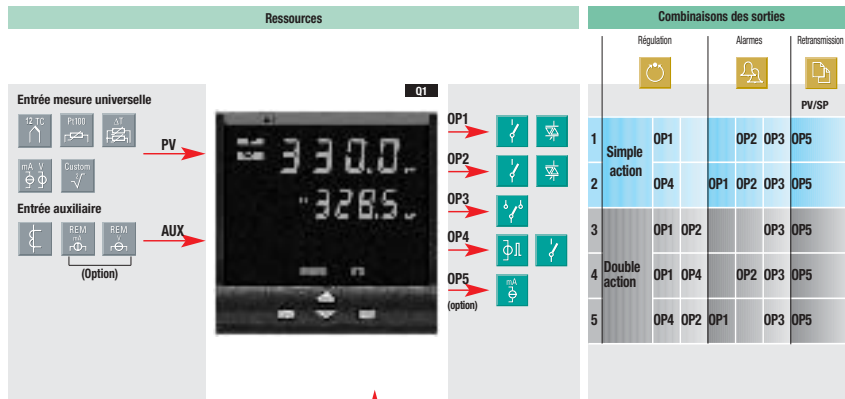 Ressources
Combinaisons des sorties
Régulation
Alarmes
Retransmission
PV/SP
Q1
Entrée mesure universelle
12 TC
Pt100
ΔT
mA V
Custom
PV
Entrée auxiliaire
REM mA
REM V
AUX
(Option)
330.0
328.5
OP1
OP2
OP3
OP4
OP5
(option)
mA
1 Simple action OP1 OP2 OP3 OP5
2 OP4 OP1 OP2 OP3 OP5
3 Double action OP1 OP2 OP3 OP5
4 OP1 OP4 OP2 OP3 OP5
5 OP4 OP2 OP1 OP3 OP5